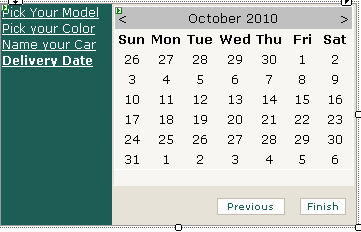 Pick Your Model
Pick your Color
Name your Car
Delivery Date
< October 2010 >
Sun Mon Tue Wed Thu Fri Sat
26 27 28 29 30 1 2
3 4 5 6 7 8 9
10 11 12 13 14 15 16
17 18 19 20 21 22 23
24 25 26 27 28 29 30
31 1 2 3 4 5 6
Previous Finish